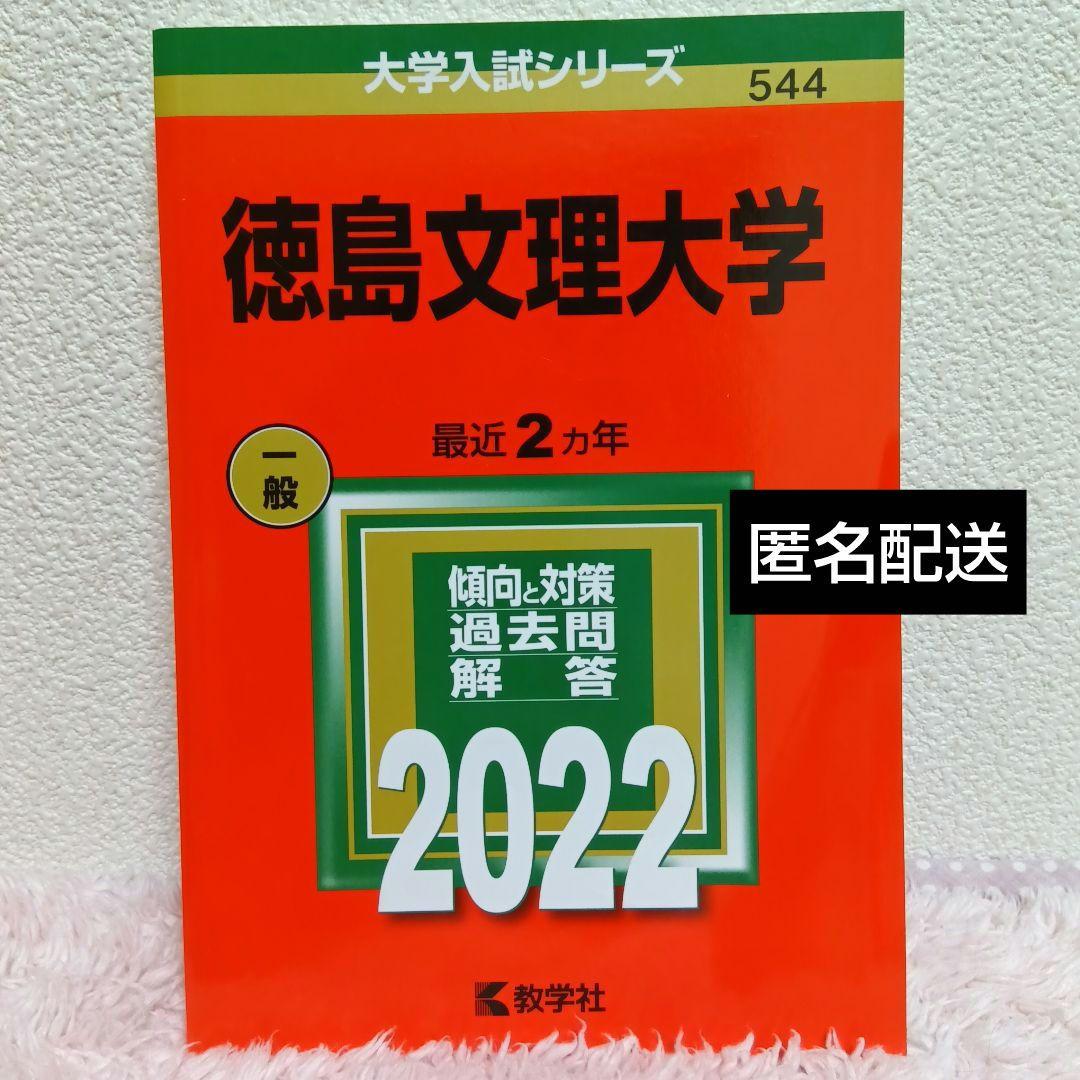 大学入試シリーズ
544
徳島文理大学
最近2カ年
一般
匿名配送
傾向と対策
過去問
解答
2022
教学社